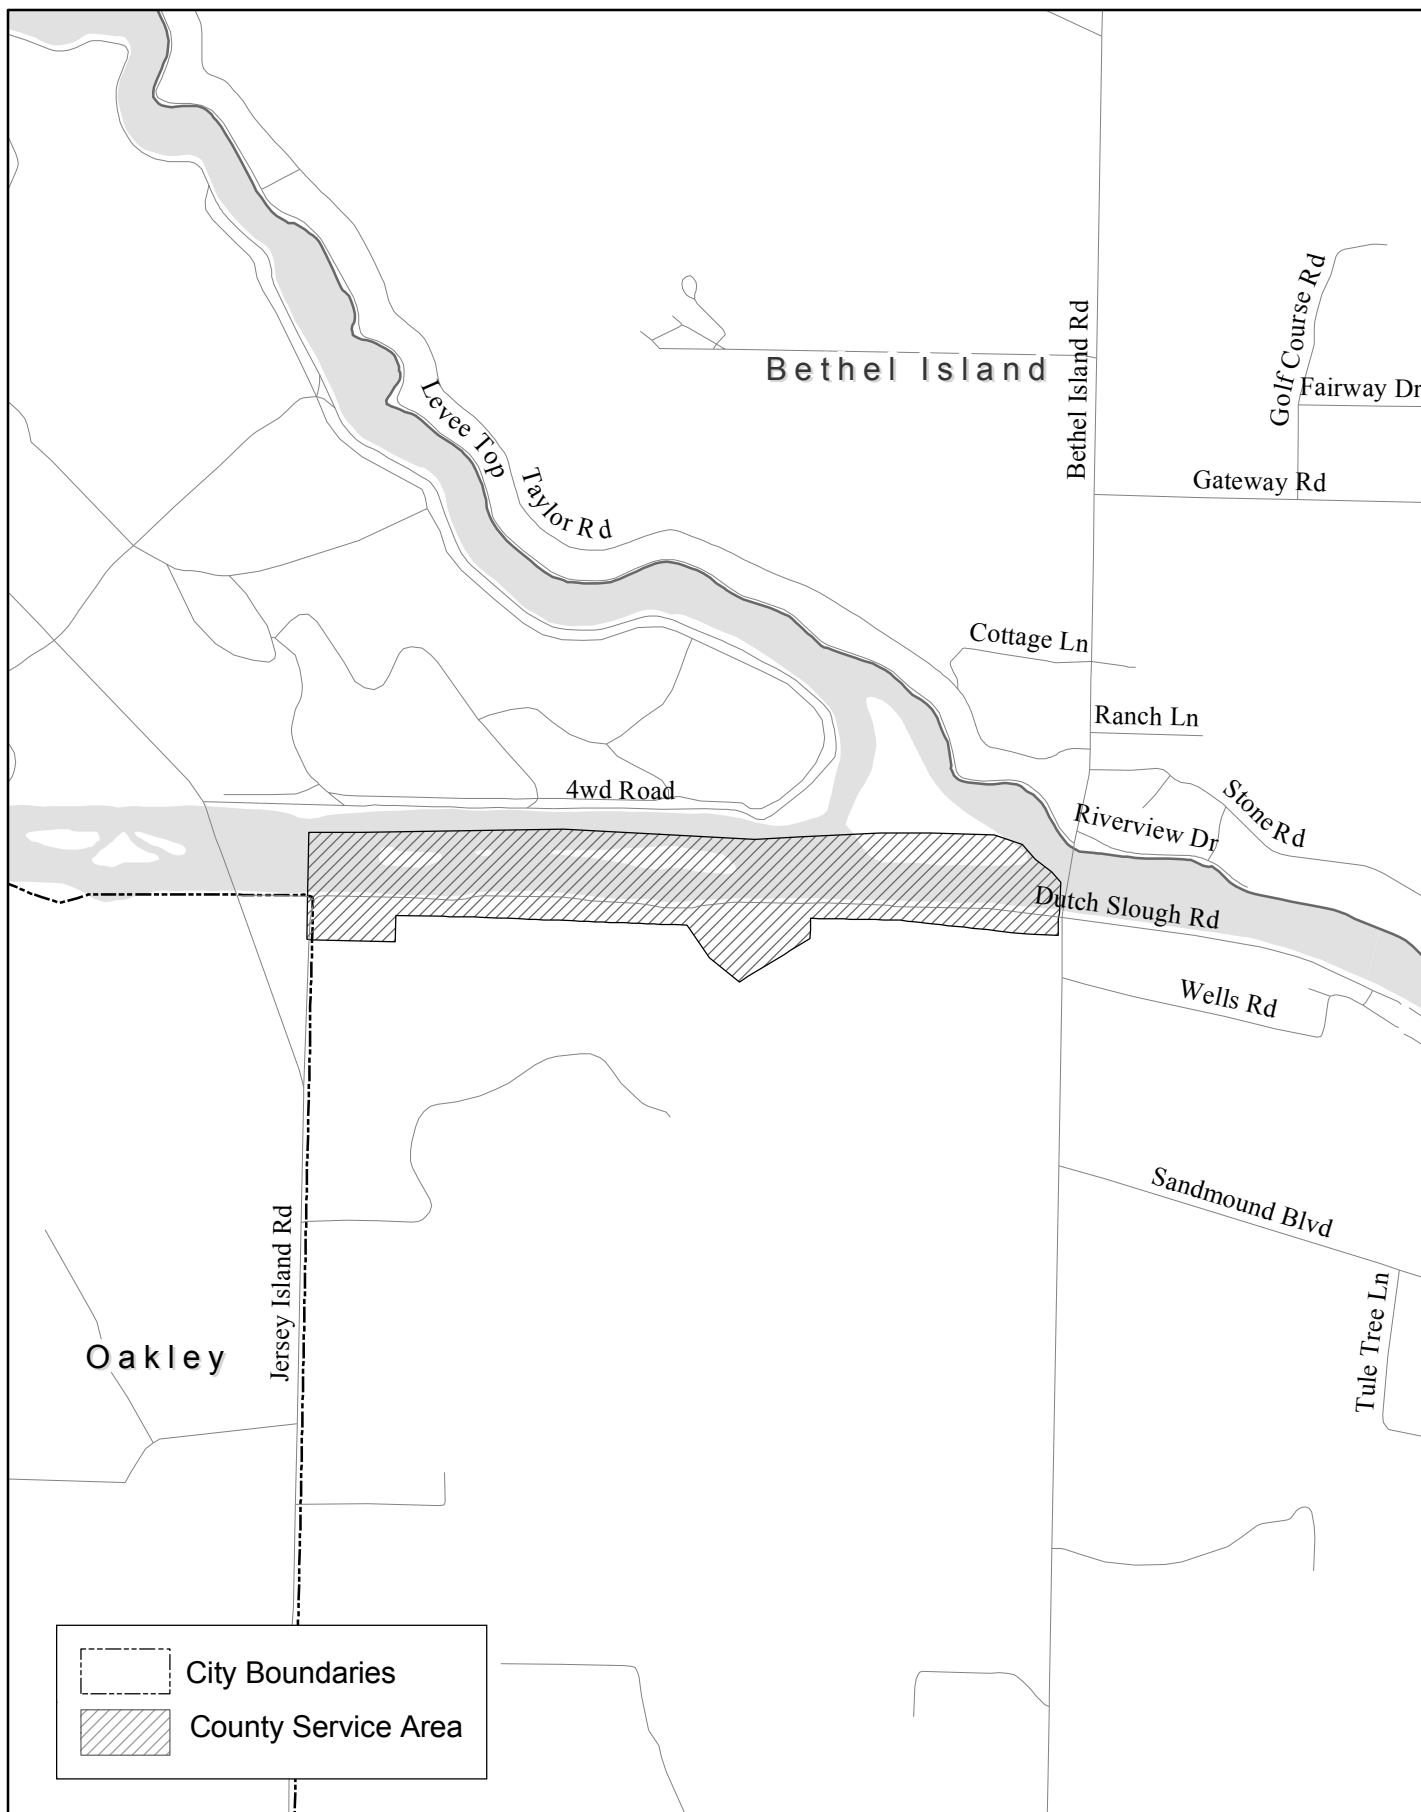 Bethel Island Rd
Golf Course Rd
Bethel Island
Fairway Dr
Levee Top
Taylor Rd
Gateway Rd
Cottage Ln
Ranch Ln
4wd Road
Stone Rd
Riverview Dr
Dutch Slough Rd
Wells Rd
Sandmound Blvd
Jersey Island Rd
Tule Tree Ln
Oakley
City Boundaries
County Service Area